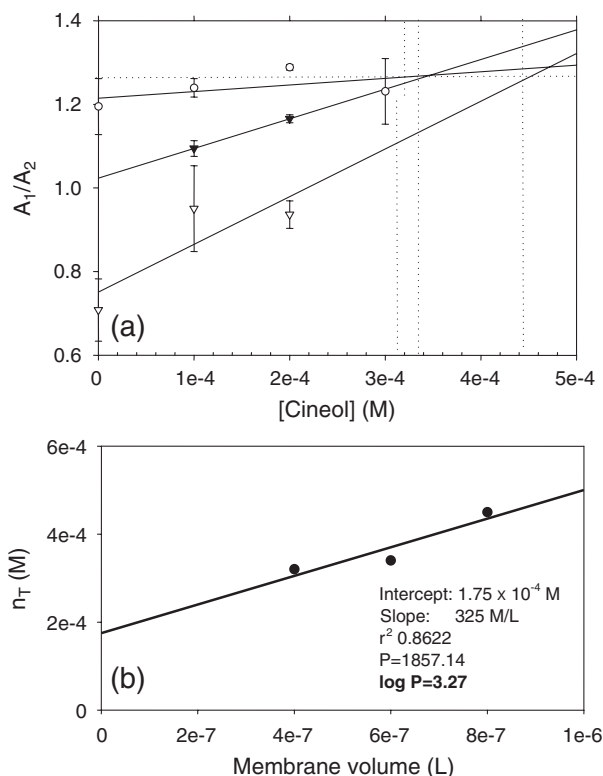 1.4
1.2
1.0
0.8
0.6
A1/A2
(a)
0
1e-4
2e-4
3e-4
4e-4
5e-4
[Cineol] (M)
6e-4
4e-4
2e-4
0
nT (M)
Intercept: 1.75 x 10⁻⁴ M
Slope: 325 M/L
r² 0.8622
P=1857.14
log P=3.27
(b)
0
2e-7
4e-7
6e-7
8e-7
1e-6
Membrane volume (L)